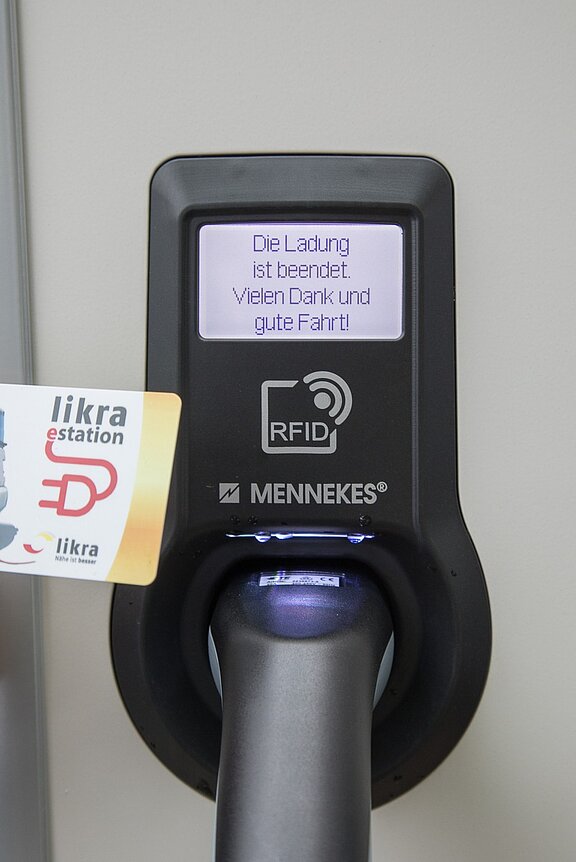 Die Ladung
ist beendet.
Vielen Dank und
gute Fahrt!
RFID
MENNEKES®
likra
estation
likra
Nähe ist besser